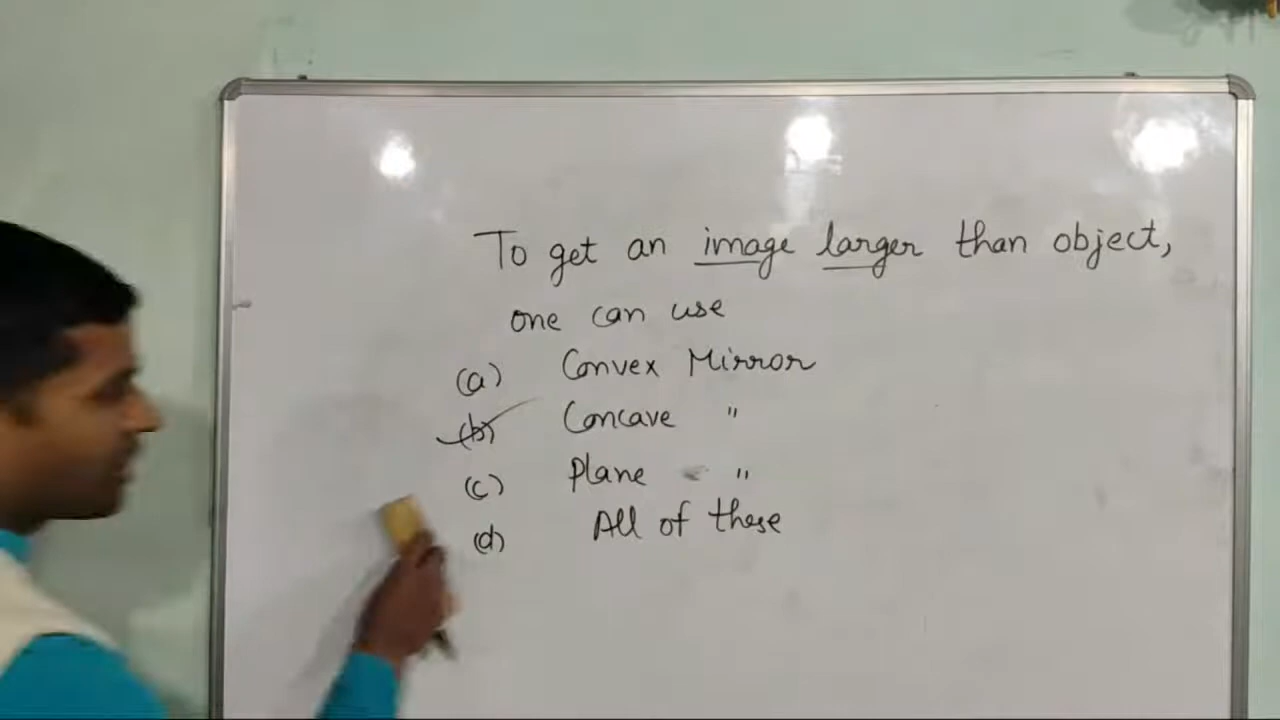 To get an image larger than object,
one can use
(a) Convex Mirror
(b) Concave "
(c) Plane "
(d) All of these